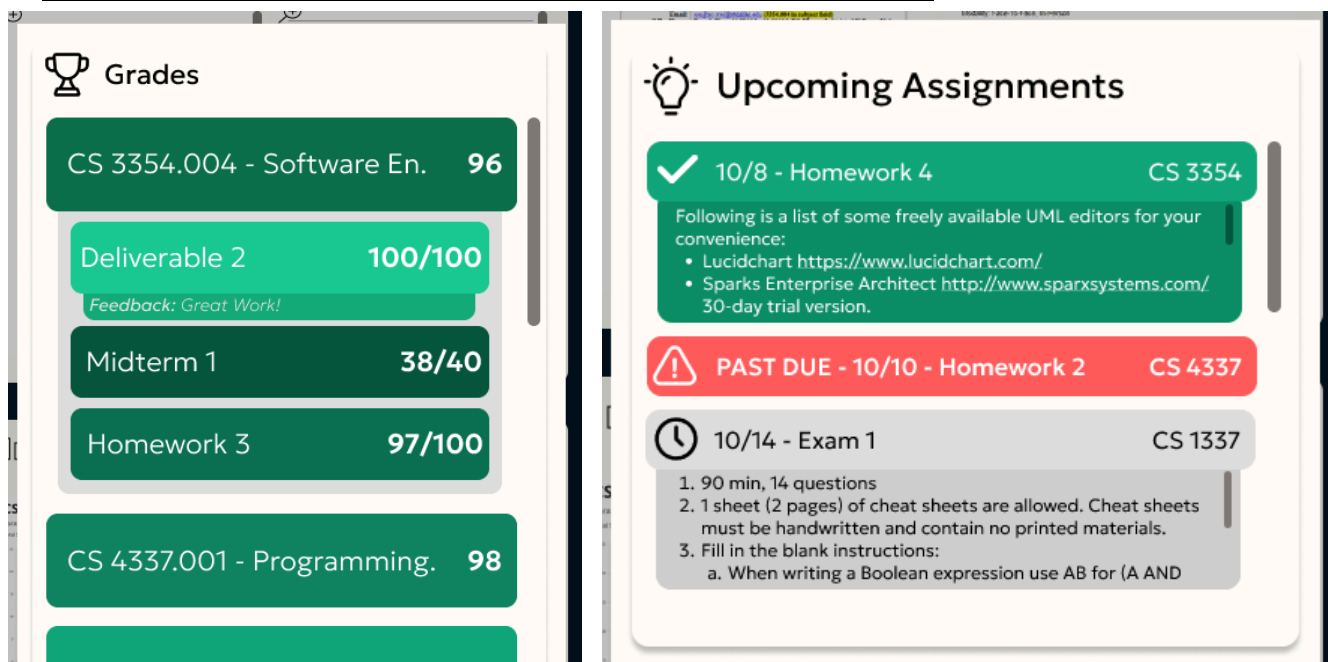 Grades
CS 3354.004 - Software En. 96
Deliverable 2 100/100
Feedback: Great Work!
Midterm 1 38/40
Homework 3 97/100
CS 4337.001 - Programming. 98
Upcoming Assignments
10/8 - Homework 4 CS 3354
Following is a list of some freely available UML editors for your
convenience:
• Lucidchart https://www.lucidchart.com/
• Sparks Enterprise Architect http://www.sparxsystems.com/
30-day trial version.
PAST DUE - 10/10 - Homework 2 CS 4337
10/14 - Exam 1 CS 1337
1. 90 min, 14 questions
2. 1 sheet (2 pages) of cheat sheets are allowed. Cheat sheets
must be handwritten and contain no printed materials.
3. Fill in the blank instructions:
a. When writing a Boolean expression use AB for (A AND